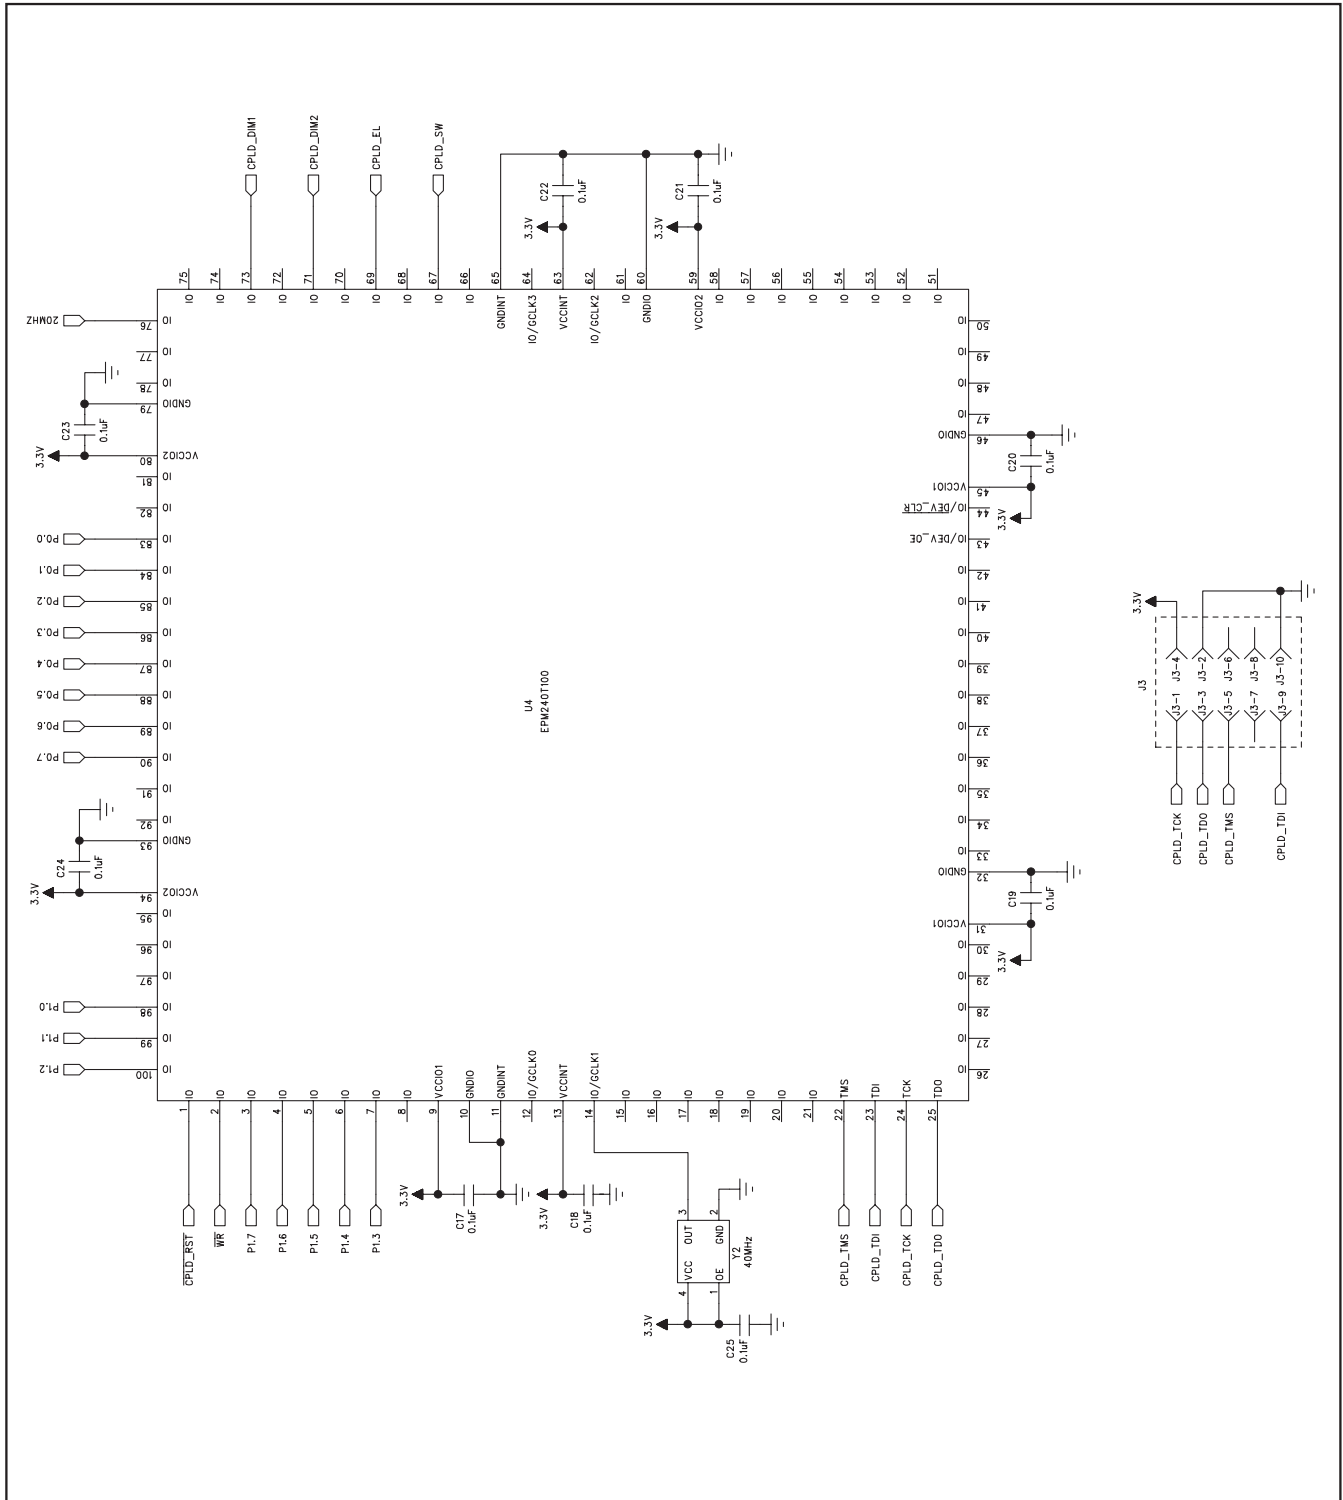 CPLD_DIM1
CPLD_DIM2
CPLD_EL
CPLD_SW
C22
0.1uF
C21
0.1uF
3.3V
3.3V
75 IO
74 IO
73 IO
72 IO
71 IO
70 IO
69 IO
68 IO
67 IO
66 IO
65 GNDINT
64 IO/GCLK3
63 VCCINT
62 IO/GCLK2
61 IO
60 GNDIO
59 VCCIO2
58 IO
57 IO
56 IO
55 IO
54 IO
53 IO
52 IO
51 IO
20MHZ 76 IO
77 IO
78 IO
79 GNDIO
C23
0.1uF
3.3V
80 VCCIO2
81 IO
82 IO
P0.0 83 IO
P0.1 84 IO
P0.2 85 IO
P0.3 86 IO
P0.4 87 IO
P0.5 88 IO
P0.6 89 IO
P0.7 90 IO
91 IO
92 IO
93 GNDIO
C24
0.1uF
3.3V
94 VCCIO2
95 IO
96 IO
97 IO
P1.0 98 IO
P1.1 99 IO
P1.2 100 IO
U4
EPM240T100
IO 50
IO 49
IO 48
IO 47
GNDIO 46
C20
0.1uF
VCCIO1 45
3.3V
IO/DEV_CLR 44
IO/DEV_OE 43
IO 42
IO 41
IO 40
IO 39
IO 38
IO 37
IO 36
IO 35
IO 34
IO 33
GNDIO 32
C19
0.1uF
VCCIO1 31
3.3V
IO 30
IO 29
IO 28
IO 27
IO 26
J3
3.3V
J3-1 J3-4
J3-3 J3-2
J3-5 J3-6
J3-7 J3-8
J3-9 J3-10
CPLD_TCK
CPLD_TDO
CPLD_TMS
CPLD_TDI
CPLD_RST 1 IO
WR 2 IO
P1.7 3 IO
P1.6 4 IO
P1.5 5 IO
P1.4 6 IO
P1.3 7 IO
8 IO
9 VCCIO1
10 GNDIO
11 GNDINT
12 IO/GCLK0
13 VCCINT
14 IO/GCLK1
15 IO
16 IO
17 IO
18 IO
19 IO
20 IO
21 IO
CPLD_TMS 22 TMS
CPLD_TDI 23 TDI
CPLD_TCK 24 TCK
CPLD_TDO 25 TDO
3.3V
C17
0.1uF
3.3V
C18
0.1uF
3 OUT
2 GND
4 VCC
1 OE
Y2
40MHz
3.3V
C25
0.1uF